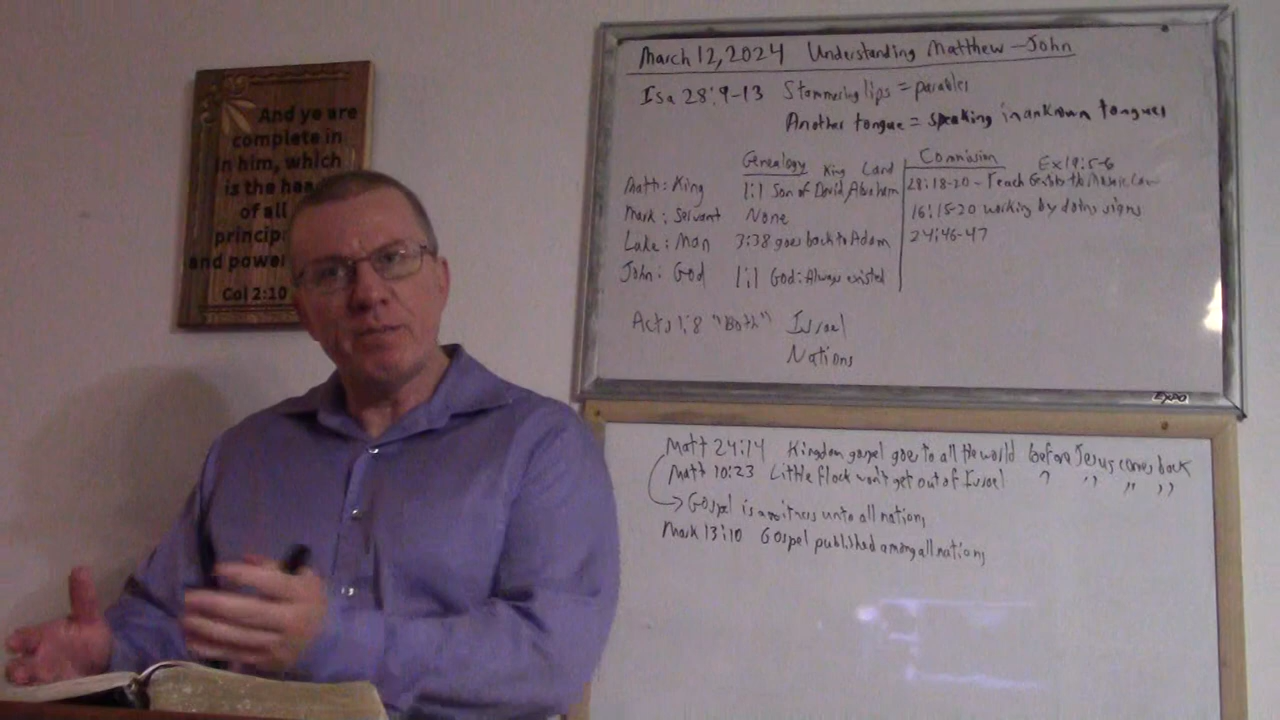 And ye are
complete in
in him, which
is the hea
of all
princip
and power
Col 2:10
March 12, 2024 Understanding Matthew-John
Isa 28:9-13 Stammering lips = parables
Another tongue = speaking in unknown tongues
Genealogy King Land Commission Ex 19:5-6
Matt: King 1:1 Son of David, Abraham 28:18-20 - Teach Gentiles the Mosaic Law
Mark: Servant None 16:15-20 working by doing signs
Luke: Man 3:38 goes back to Adam 24:46-47
John: God 1:1 God: Always existed
Acts 1:8 "Both" Israel
Nations
Expo
Matt 24:14 Kingdom gospel goes to all the world before Jesus comes back
Matt 10:23 Little flock won't get out of Israel " " " "
Gospel is a witness unto all nations
Mark 13:10 Gospel published among all nations